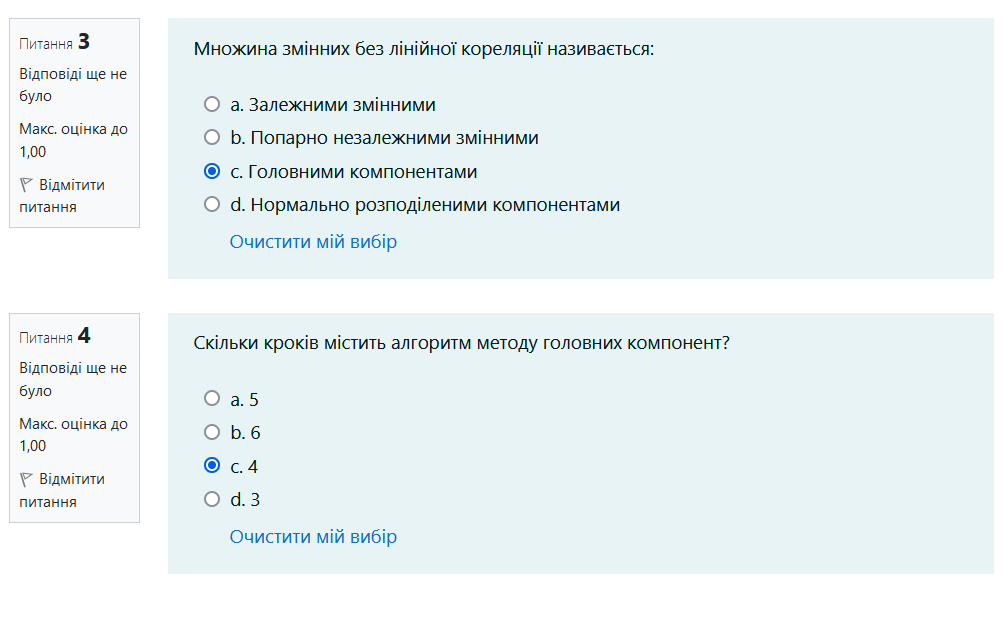 Питання 3
Відповіді ще не
було
Макс. оцінка до
1,00
Відмітити
питання
Множина змінних без лінійної кореляції називається:
a. Залежними змінними
b. Попарно незалежними змінними
c. Головними компонентами
d. Нормально розподіленими компонентами
Очистити мій вибір
Питання 4
Відповіді ще не
було
Макс. оцінка до
1,00
Відмітити
питання
Скільки кроків містить алгоритм методу головних компонент?
a. 5
b. 6
c. 4
d. 3
Очистити мій вибір